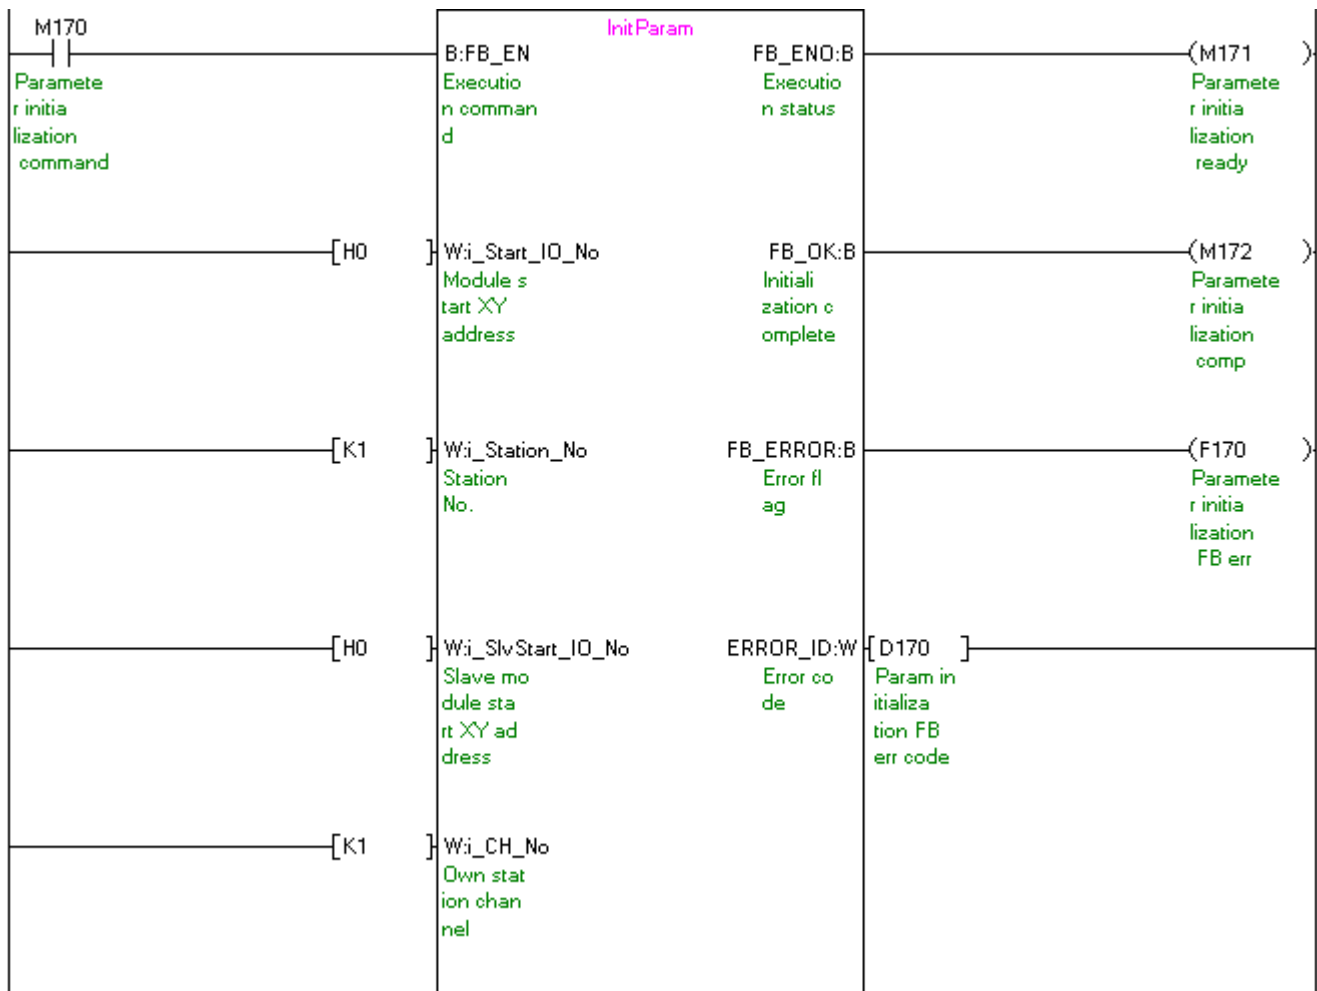 M170
InitParam
B:FB_EN
FB_ENO:B
(M171 )
Paramete
r initia
lization
command
Executio
n comman
d
Executio
n status
Paramete
r initia
lization
ready
[H0 ]
W:i_Start_IO_No
FB_OK:B
(M172 )
Module s
tart XY
address
Initiali
zation c
omplete
Paramete
r initia
lization
comp
[K1 ]
W:i_Station_No
FB_ERROR:B
(F170 )
Station
No.
Error fl
ag
Paramete
r initia
lization
FB err
[H0 ]
W:i_SlvStart_IO_No
ERROR_ID:W
[D170 ]
Slave mo
dule sta
rt XY ad
dress
Error co
de
Param in
itializa
tion FB
err code
[K1 ]
W:i_CH_No
Own stat
ion chan
nel